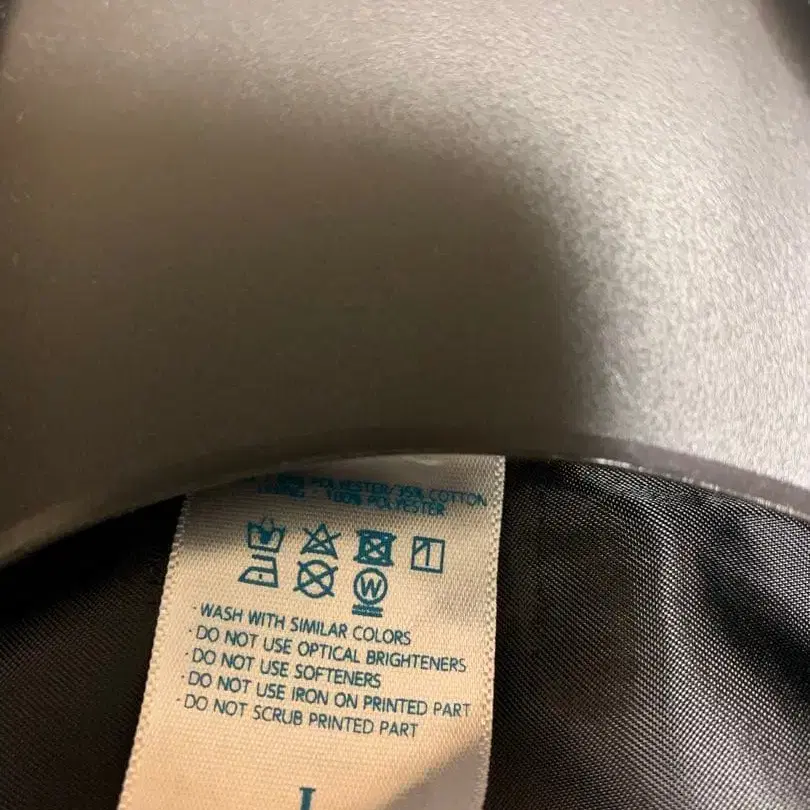 POLYESTER/35% COTTON
- 100% POLYESTER
W
· WASH WITH SIMILAR COLORS
· DO NOT USE OPTICAL BRIGHTENERS
· DO NOT USE SOFTENERS
· DO NOT USE IRON ON PRINTED PART
· DO NOT SCRUB PRINTED PART